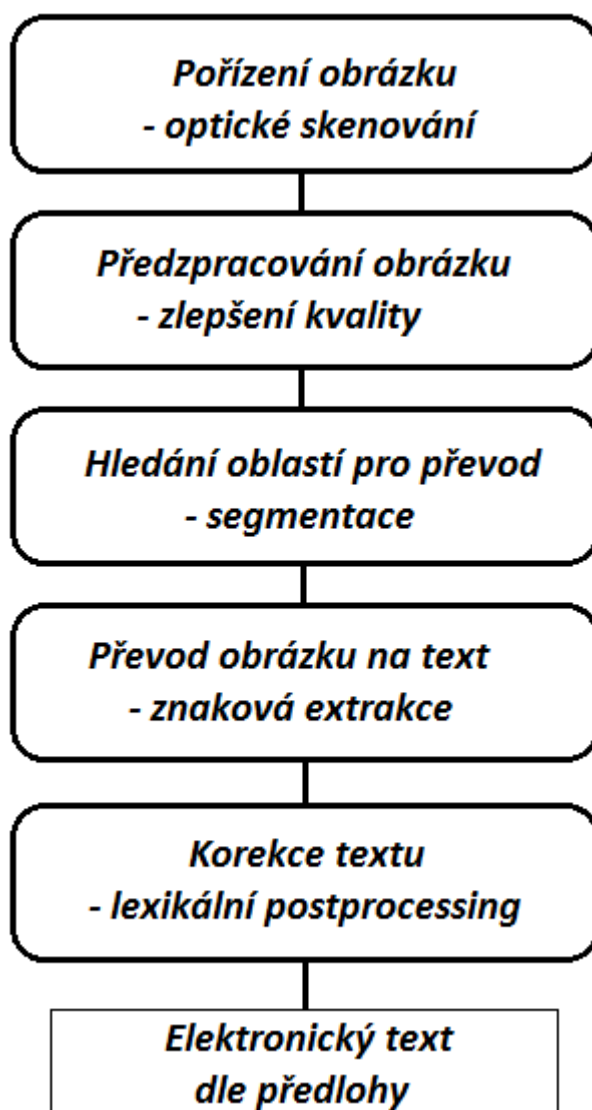 Pořízení obrázku
- optické skenování
Předzpracování obrázku
- zlepšení kvality
Hledání oblastí pro převod
- segmentace
Převod obrázku na text
- znaková extrakce
Korekce textu
- lexikální postprocessing
Elektronický text
dle předlohy